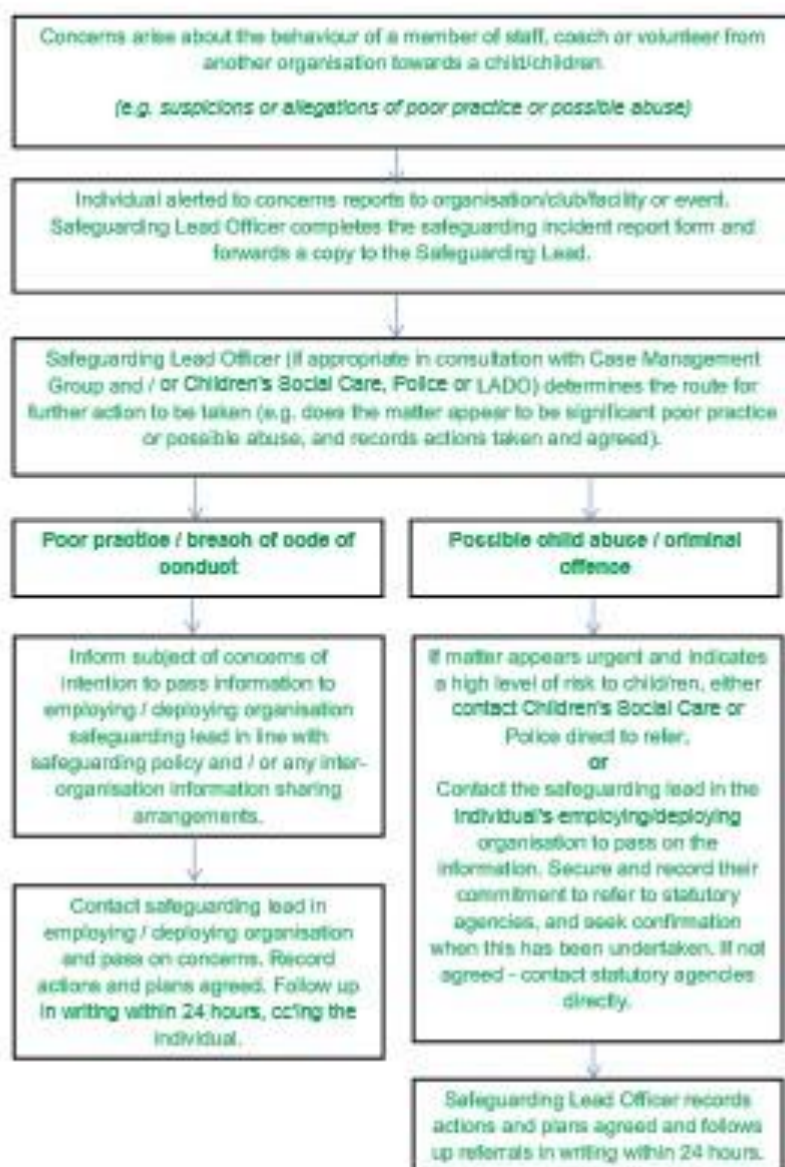 Concerns arise about the behaviour of a member of staff, coach or volunteer from
another organisation towards a child/children.
(e.g. suspicions or allegations of poor practice or possible abuse)
Individual alerted to concerns reports to organisation/club/facility or event.
Safeguarding Lead Officer completes the safeguarding incident report form and
forwards a copy to the Safeguarding Lead.
Safeguarding Lead Officer (if appropriate in consultation with Case Management
Group and / or Children's Social Care, Police or LADO) determines the route for
further action to be taken (e.g. does the matter appear to be significant poor practice
or possible abuse, and records actions taken and agreed).
Poor practice / breach of code of
conduct
Inform subject of concerns of
intention to pass information to
employing / deploying organisation
safeguarding lead in line with
safeguarding policy and / or any inter-
organisation information sharing
arrangements.
Contact safeguarding lead in
employing / deploying organisation
and pass on concerns. Record
actions and plans agreed. Follow up
in writing within 24 hours, cc'ing the
individual.
Possible child abuse / criminal
offence
If matter appears urgent and indicates
a high level of risk to children, either
contact Children's Social Care or
Police direct to refer.
or
Contact the safeguarding lead in the
individual's employing/deploying
organisation to pass on the
information. Secure and record their
commitment to refer to statutory
agencies, and seek confirmation
when this has been undertaken. If not
agreed - contact statutory agencies
directly.
Safeguarding Lead Officer records
actions and plans agreed and follows
up referrals in writing within 24 hours.